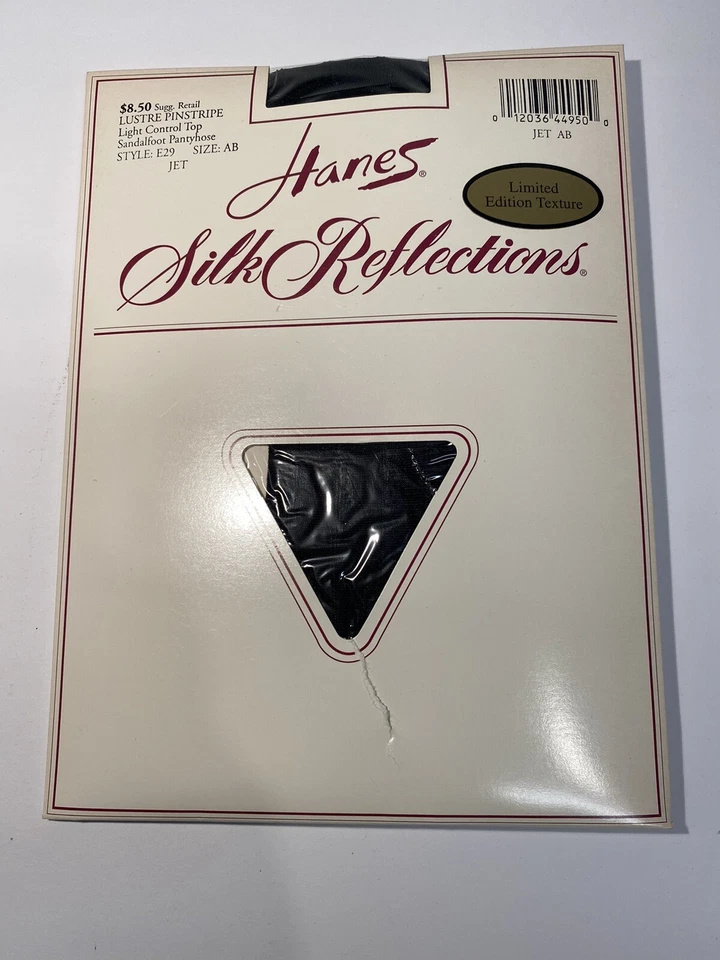 $8.50 Sugg. Retail
LUSTRE PINSTRIPE
Light Control Top
Sandalfoot Pantyhose
STYLE: E29 SIZE: AB
JET
0 12036 44950 0
JET AB
Hanes®
Limited
Edition Texture
Silk Reflections®